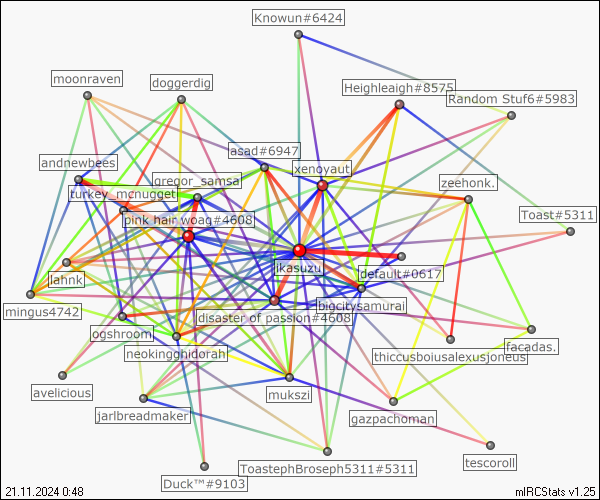 Knowun#6424
moonraven
doggerdig
Heighleaigh#8575
Random Stuf6#5983
asad#6947
andnewbees
xenoyaut
gregor_samsa
zeehonk.
turkey_mcnugget
pink hair woag#4608
Toast#5311
ikasuzu
default#0617
lahnk
mingus4742
bigcitysamurai
disaster of passion#4608
ogshroom
facadas.
neokingghidorah
thiccusboiusalexusjoneus
avelicious
mukszi
jarlbreadmaker
gazpachoman
tescoroll
ToastephBroseph5311#5311
Duck™#9103
21.11.2024 0:48
mIRCStats v1.25